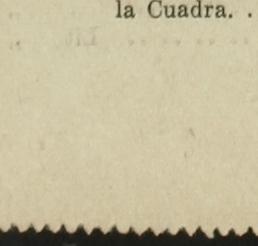 la Cuadra. .